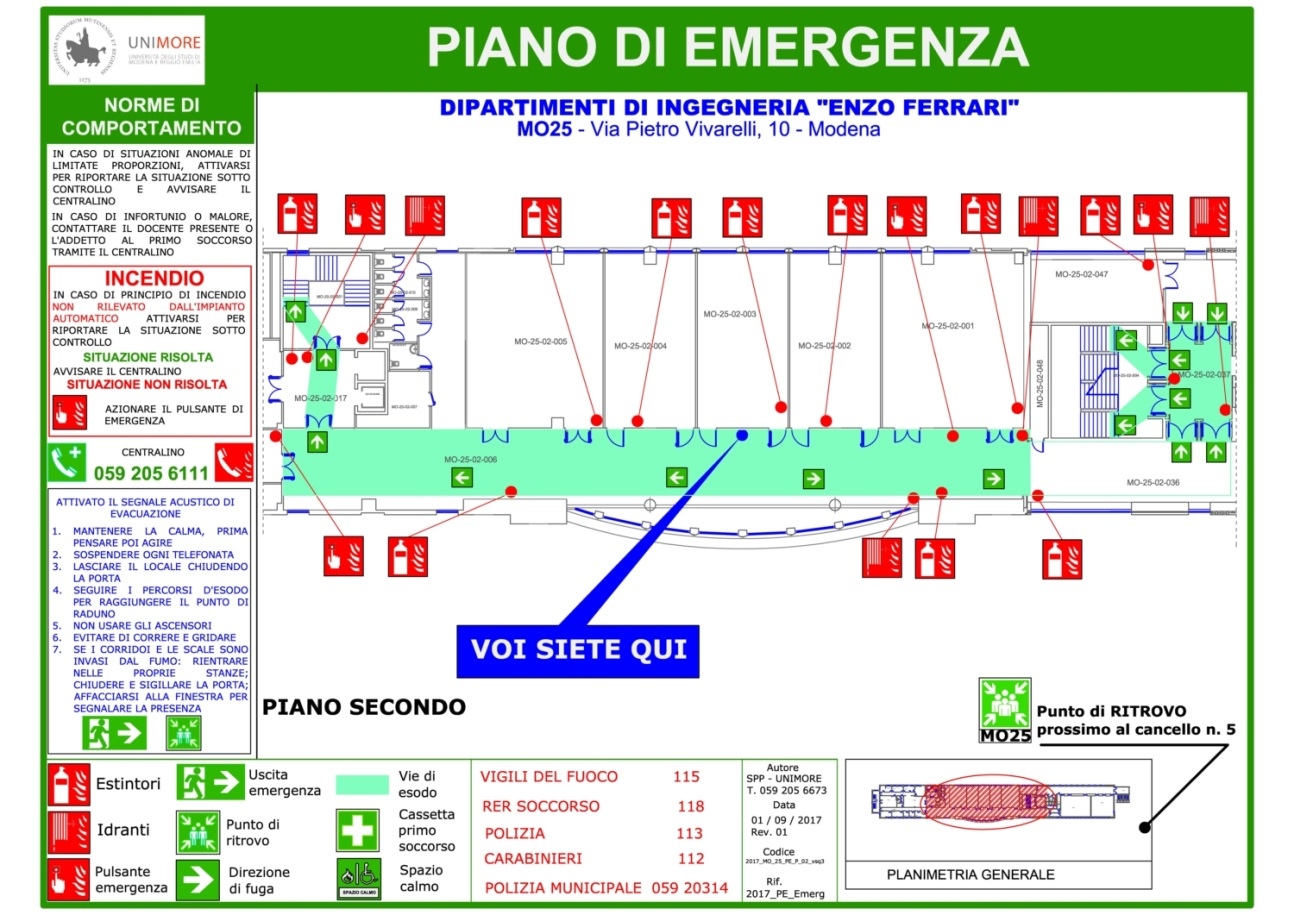 UNIMORE
UNIVERSITÀ DEGLI STUDI DI
MODENA E REGGIO EMILIA
1175
PIANO DI EMERGENZA
NORME DI
COMPORTAMENTO
IN CASO DI SITUAZIONI ANOMALE DI
LIMITATE PROPORZIONI, ATTIVARSI
PER RIPORTARE LA SITUAZIONE SOTTO
CONTROLLO E AVVISARE IL
CENTRALINO
IN CASO DI INFORTUNIO O MALORE,
CONTATTARE IL DOCENTE PRESENTE O
L'ADDETTO AL PRIMO SOCCORSO
TRAMITE IL CENTRALINO
INCENDIO
IN CASO DI PRINCIPIO DI INCENDIO
NON RILEVATO DALL'IMPIANTO
AUTOMATICO ATTIVARSI PER
RIPORTARE LA SITUAZIONE SOTTO
CONTROLLO
SITUAZIONE RISOLTA
AVVISARE IL CENTRALINO
SITUAZIONE NON RISOLTA
AZIONARE IL PULSANTE DI
EMERGENZA
CENTRALINO
059 205 6111
ATTIVATO IL SEGNALE ACUSTICO DI
EVACUAZIONE
1. MANTENERE LA CALMA, PRIMA
PENSARE POI AGIRE
2. SOSPENDERE OGNI TELEFONATA
3. LASCIARE IL LOCALE CHIUDENDO
LA PORTA
4. SEGUIRE I PERCORSI D'ESODO
PER RAGGIUNGERE IL PUNTO DI
RADUNO
5. NON USARE GLI ASCENSORI
6. EVITARE DI CORRERE E GRIDARE
7. SE I CORRIDOI E LE SCALE SONO
INVASI DAL FUMO: RIENTRARE
NELLE PROPRIE STANZE;
CHIUDERE E SIGILLARE LA PORTA;
AFFACCIARSI ALLA FINESTRA PER
SEGNALARE LA PRESENZA
DIPARTIMENTI DI INGEGNERIA "ENZO FERRARI"
MO25 - Via Pietro Vivarelli, 10 - Modena
MO-25-02-047
MO-25-02-003
MO-25-02-001
MO-25-02-005
MO-25-02-004
MO-25-02-002
MO-25-02-048
MO-25-02-037
MO-25-02-017
MO-25-02-006
MO-25-02-036
VOI SIETE QUI
PIANO SECONDO
MO25
Punto di RITROVO
prossimo al cancello n. 5
Estintori
Idranti
Pulsante
emergenza
Uscita
emergenza
Punto di
ritrovo
Direzione
di fuga
Vie di
esodo
Cassetta
primo
soccorso
SPAZIO CALMO
Spazio
calmo
VIGILI DEL FUOCO 115
RER SOCCORSO 118
POLIZIA 113
CARABINIERI 112
POLIZIA MUNICIPALE 059 20314
Autore
SPP - UNIMORE
T. 059 205 6673
Data
01 / 09 / 2017
Rev. 01
Codice
2017_MO_25_PE_P_02_vsq3
Rif.
2017_PE_Emerg
PLANIMETRIA GENERALE